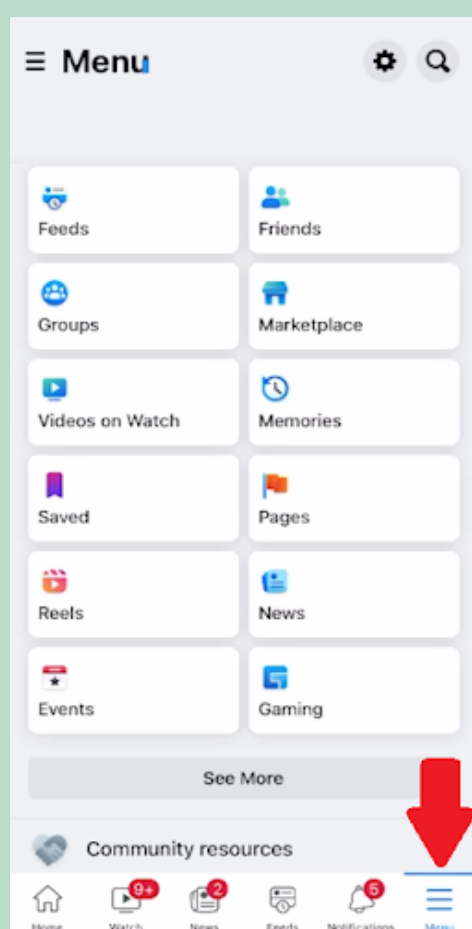 Menu
Feeds
Friends
Groups
Marketplace
Videos on Watch
Memories
Saved
Pages
Reels
News
Events
Gaming
See More
Community resources
9+
2
5
Home
Watch
News
Feeds
Notifications
Menu